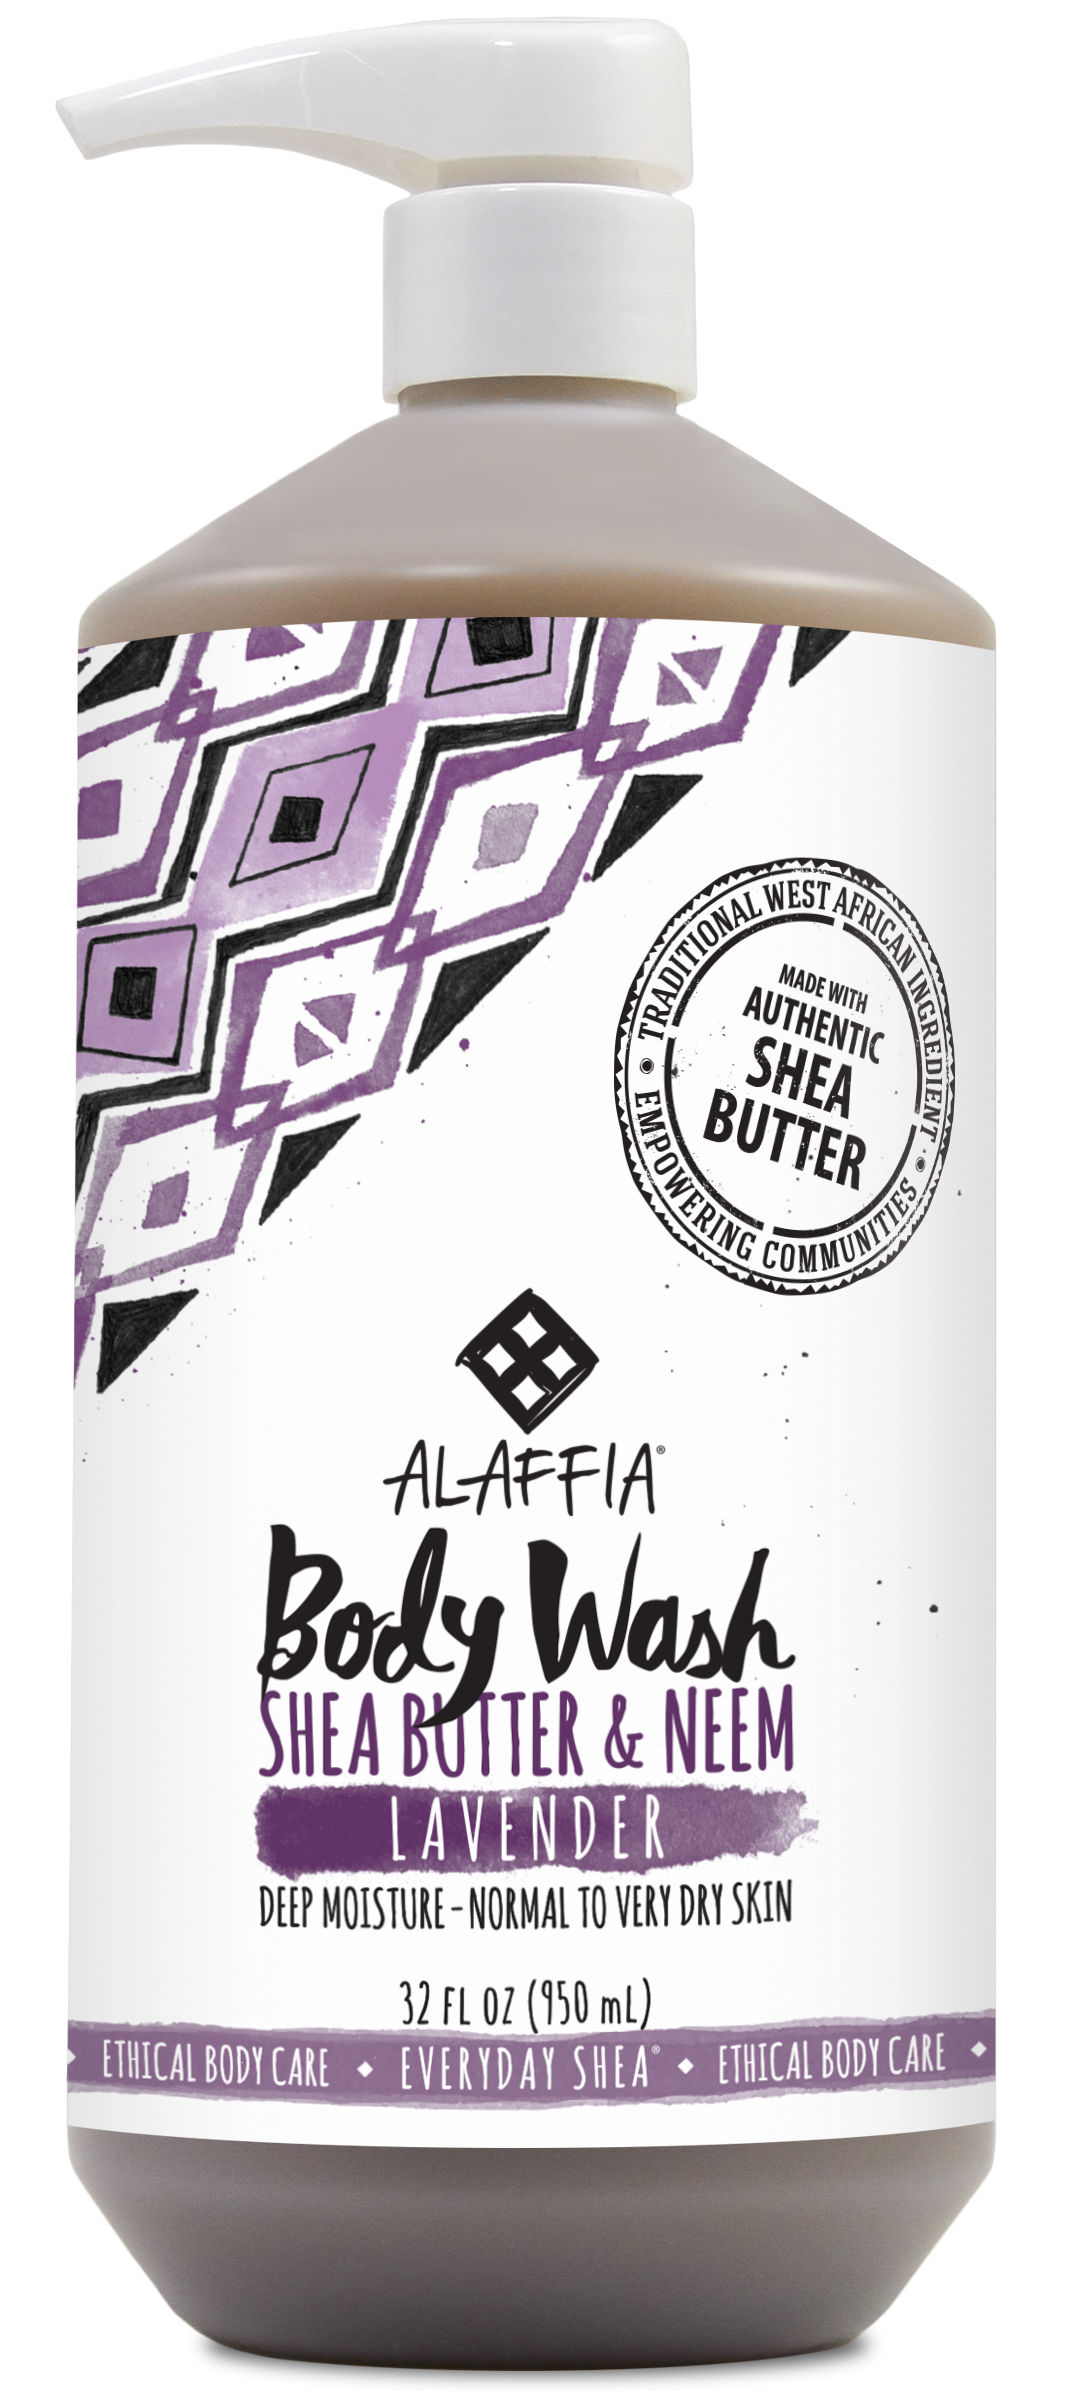 TRADITIONAL WEST AFRICAN INGREDIENT
MADE WITH
AUTHENTIC
SHEA
BUTTER
EMPOWERING COMMUNITIES
ALAFFIA®
Body Wash
SHEA BUTTER & NEEM
LAVENDER
DEEP MOISTURE - NORMAL TO VERY DRY SKIN
32 FL OZ (950 mL)
ETHICAL BODY CARE ◆ EVERYDAY SHEA® ◆ ETHICAL BODY CARE ◆